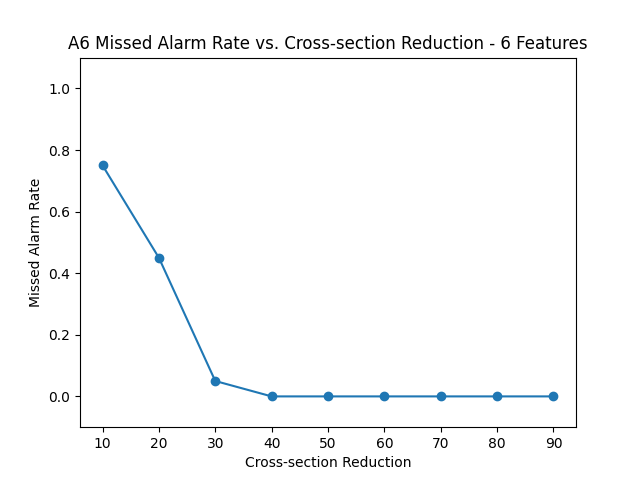 A6 Missed Alarm Rate vs. Cross-section Reduction - 6 Features
1.0
0.8
0.6
0.4
0.2
0.0
Missed Alarm Rate
10 20 30 40 50 60 70 80 90
Cross-section Reduction